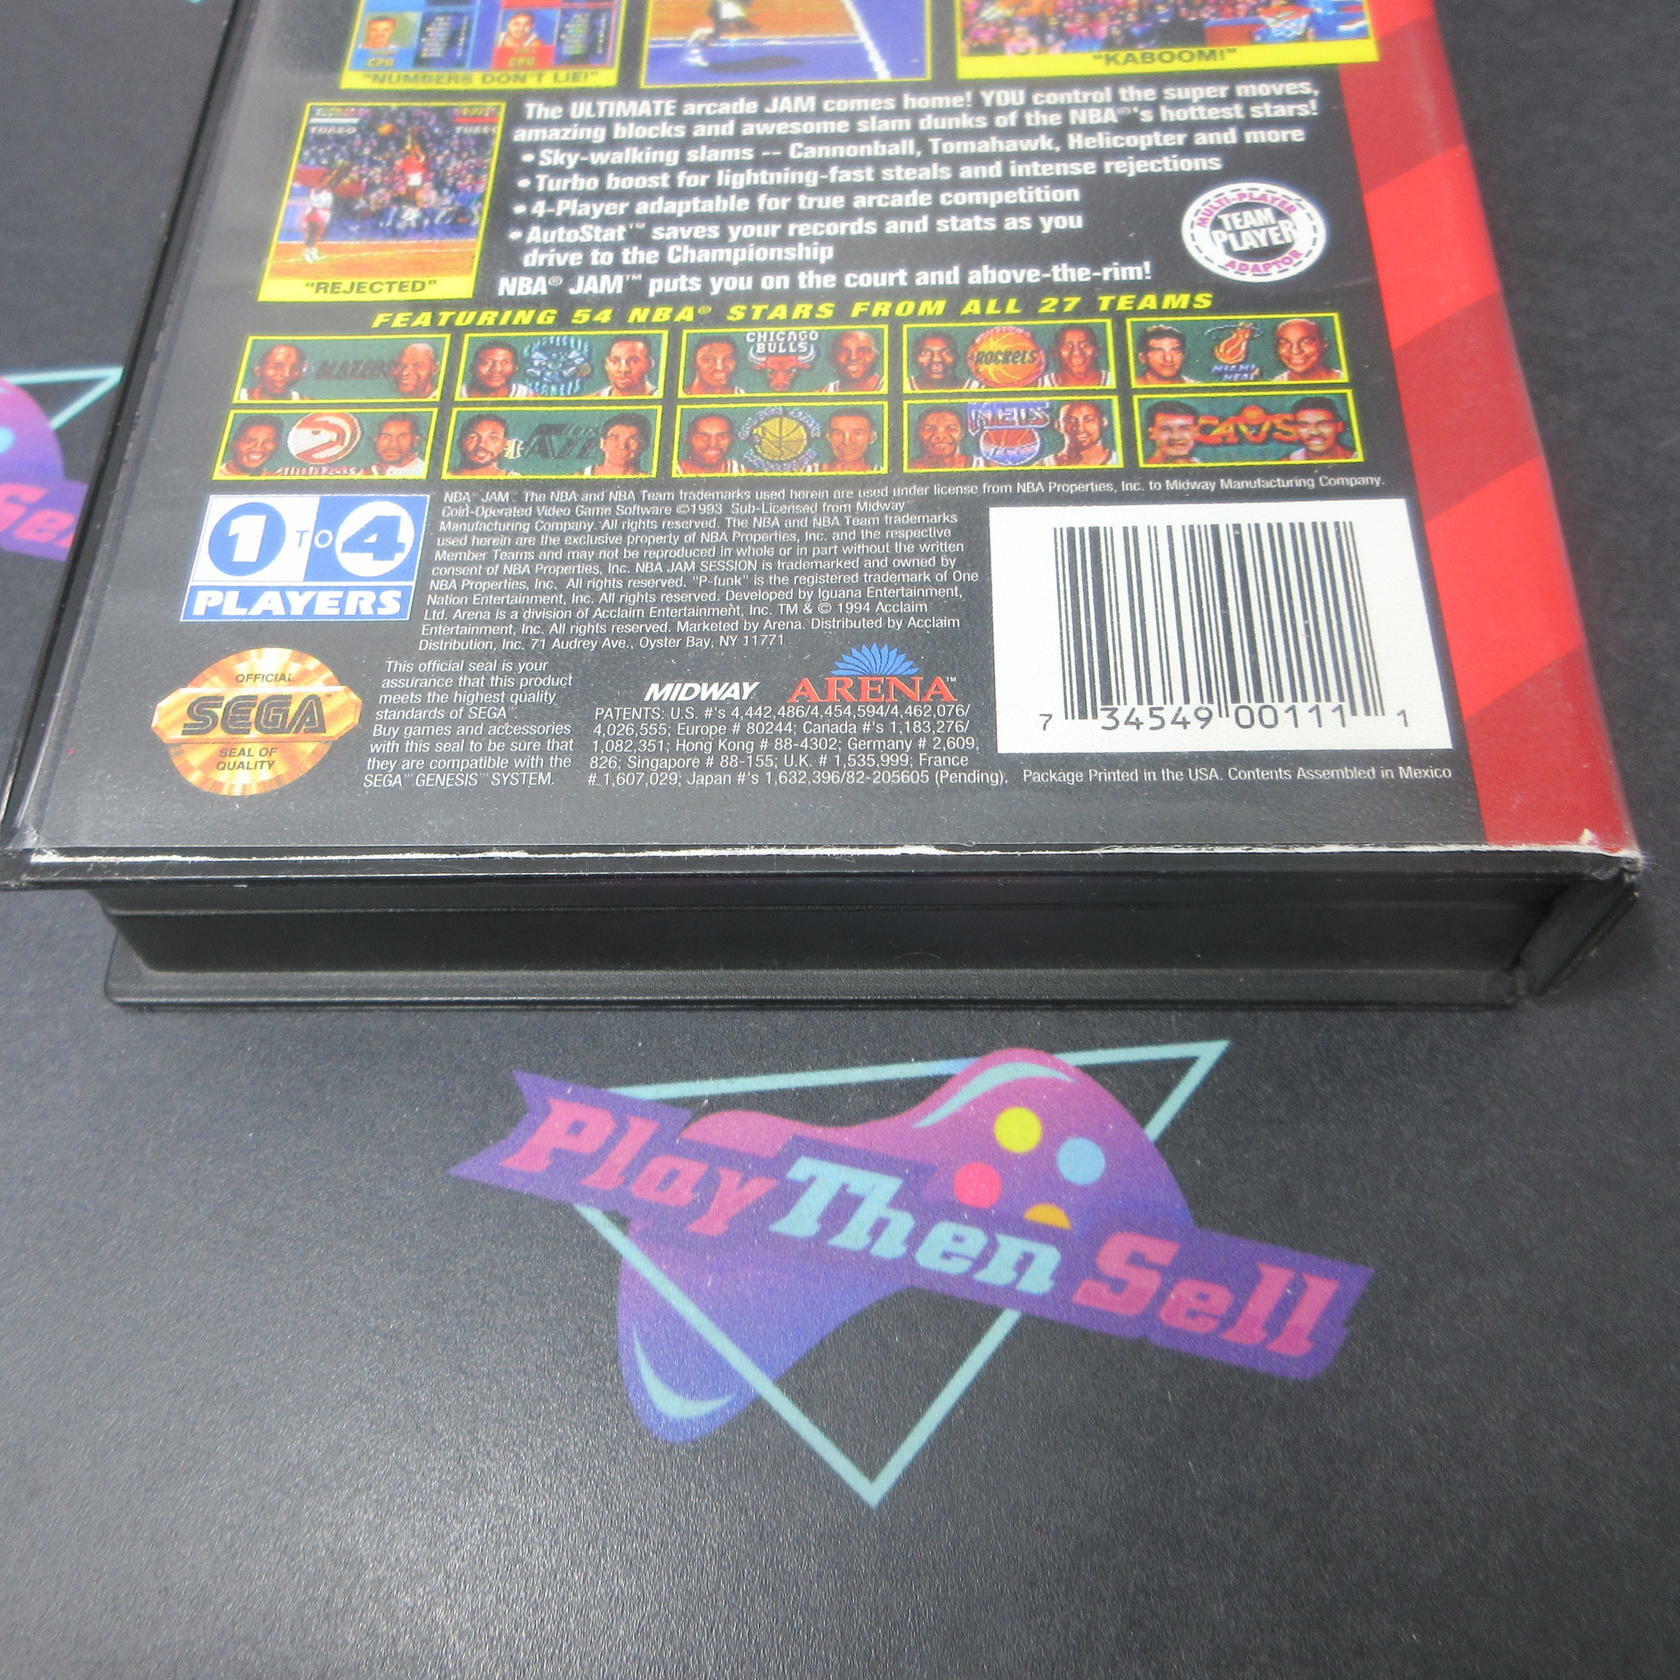 CPU
CPU
"NUMBERS DON'T LIE!"
"KABOOM!"
TURBO
TURBO
"REJECTED"
The ULTIMATE arcade JAM comes home! YOU control the super moves,
amazing blocks and awesome slam dunks of the NBA®'s hottest stars!
• Sky-walking slams -- Cannonball, Tomahawk, Helicopter and more
• Turbo boost for lightning-fast steals and intense rejections
• 4-Player adaptable for true arcade competition
• AutoStat™ saves your records and stats as you
drive to the Championship
NBA® JAM™ puts you on the court and above-the-rim!
MULTI-PLAYER
TEAM
PLAYER
ADAPTOR
FEATURING 54 NBA® STARS FROM ALL 27 TEAMS
BLAZERS
CHICAGO
BULLS
ROCKETS
MIAMI
HEAT
JAZZ
NETS
CAVS
1 TO 4
PLAYERS
NBA JAM. The NBA and NBA Team trademarks used herein are used under license from NBA Properties, Inc. to Midway Manufacturing Company.
Coin-Operated Video Game Software ©1993 Sub-Licensed from Midway
Manufacturing Company. All rights reserved. The NBA and NBA Team trademarks
used herein are the exclusive property of NBA Properties, Inc. and the respective
Member Teams and may not be reproduced in whole or in part without the written
consent of NBA Properties, Inc. NBA JAM SESSION is trademarked and owned by
NBA Properties, Inc. All rights reserved. "P-funk" is the registered trademark of One
Nation Entertainment, Inc. All rights reserved. Developed by Iguana Entertainment,
Ltd. Arena is a division of Acclaim Entertainment, Inc. TM & © 1994 Acclaim
Entertainment, Inc. All rights reserved. Marketed by Arena. Distributed by Acclaim
Distribution, Inc. 71 Audrey Ave., Oyster Bay, NY 11771
OFFICIAL
SEGA™
SEAL OF
QUALITY
This official seal is your
assurance that this product
meets the highest quality
standards of SEGA™.
Buy games and accessories
with this seal to be sure that
they are compatible with the
SEGA™ GENESIS™ SYSTEM.
MIDWAY
ARENA™
PATENTS: U.S. #'s 4,442,486/4,454,594/4,462,076/
4,026,555; Europe # 80244; Canada #'s 1,183,276/
1,082,351; Hong Kong # 88-4302; Germany # 2,609,
826; Singapore # 88-155; U.K. # 1,535,999; France
# 1,607,029; Japan #'s 1,632,396/82-205605 (Pending).
7 34549 00111 1
Package Printed in the USA. Contents Assembled in Mexico
Play Then Sell